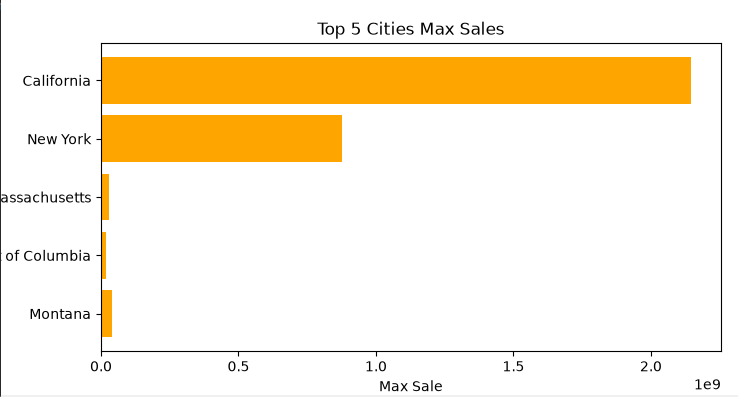 Top 5 Cities Max Sales
California
New York
assachusetts
of Columbia
Montana
0.0 0.5 1.0 1.5 2.0
1e9
Max Sale